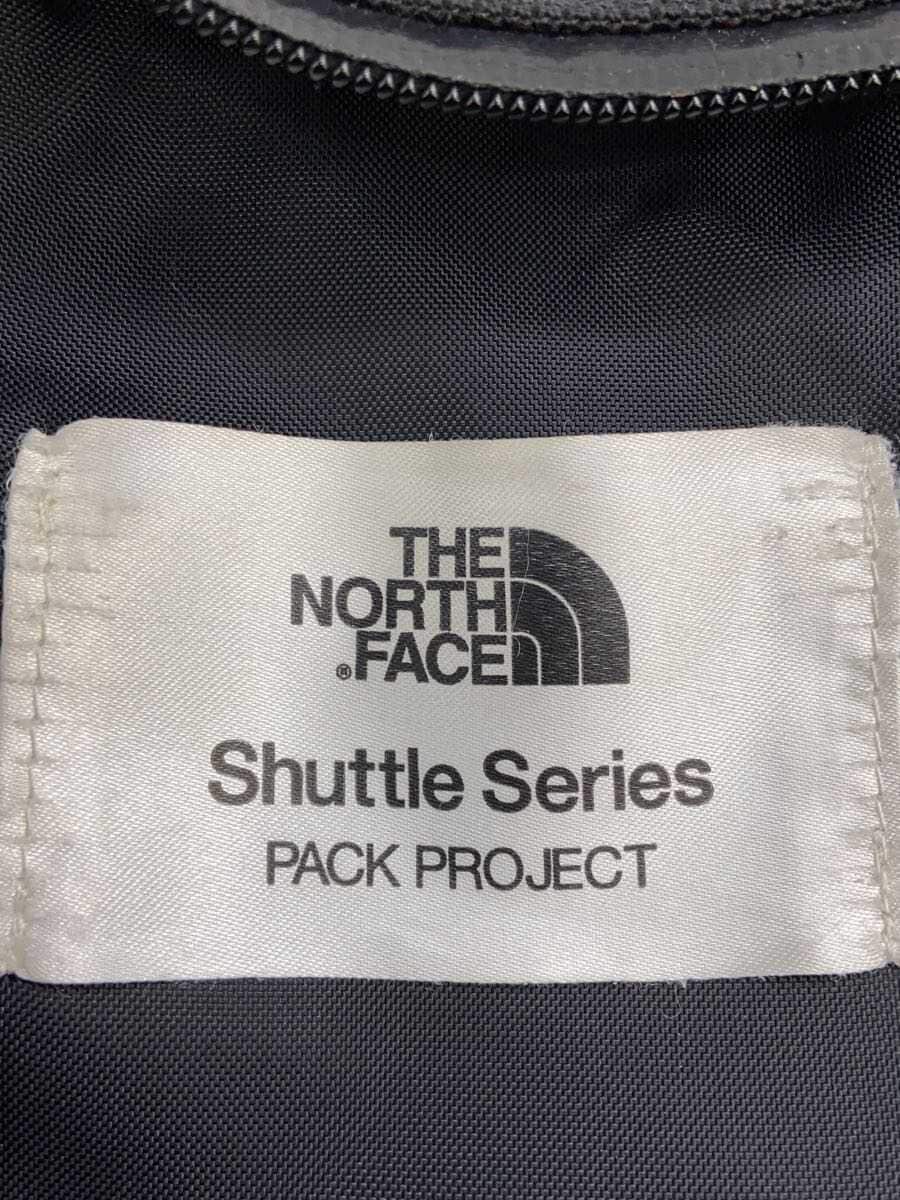 THE
NORTH
®FACE
Shuttle Series
PACK PROJECT